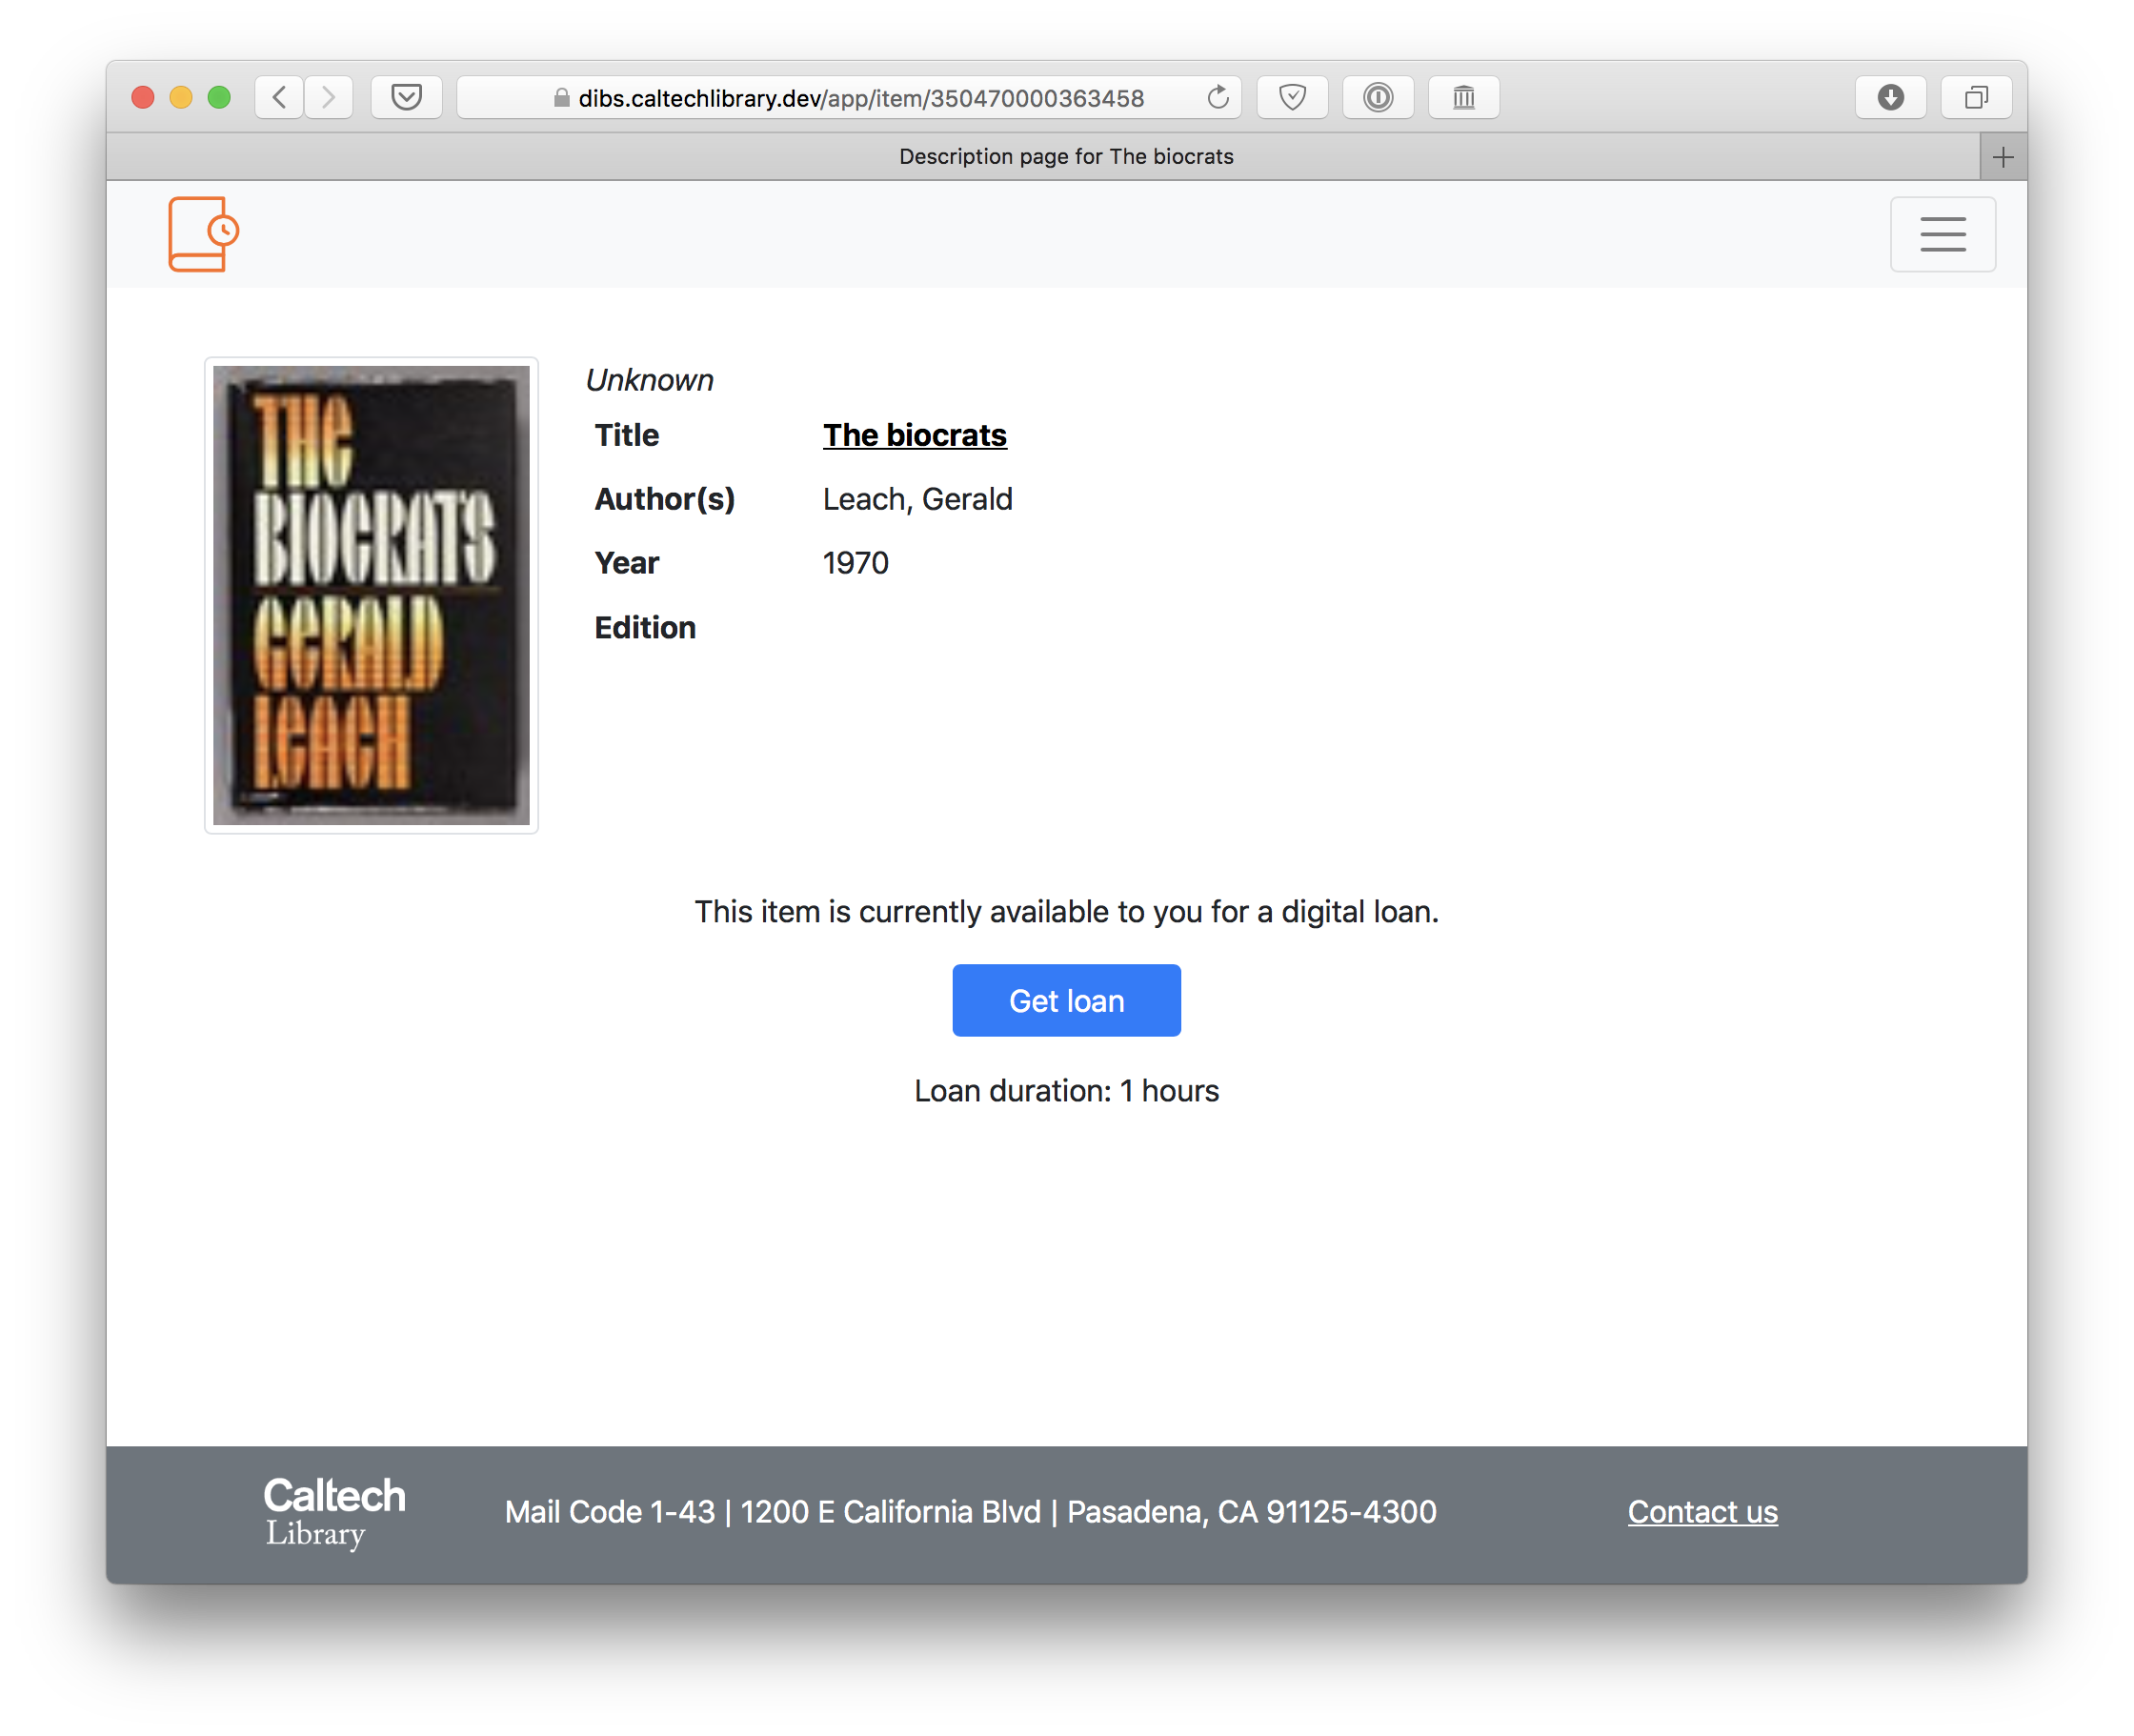 dibs.caltechlibrary.dev/app/item/350470000363458
Description page for The biocrats
THE
BIOCRATS
GERALD
LEACH
Unknown
Title The biocrats
Author(s) Leach, Gerald
Year 1970
Edition
This item is currently available to you for a digital loan.
Get loan
Loan duration: 1 hours
Caltech
Library
Mail Code 1-43 | 1200 E California Blvd | Pasadena, CA 91125-4300
Contact us